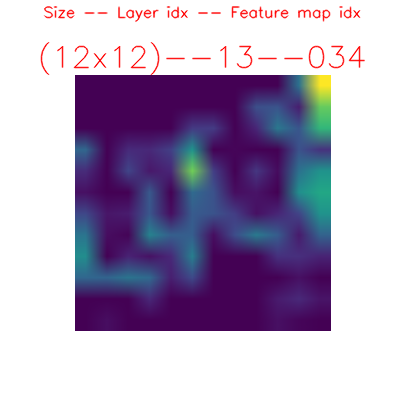 Size -- Layer idx -- Feature map idx
(12x12)--13--034